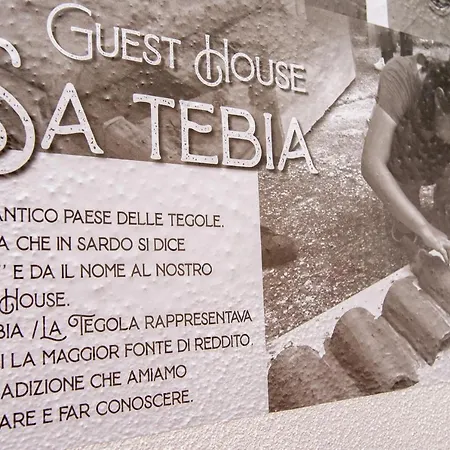 Guest House
Sa tebia
antico paese delle tegole,
a che in sardo si dice
" e da il nome al nostro
House.
bia / La Tegola rappresentava
i la maggior fonte di reddito,
adizione che amiamo
are e far conoscere.